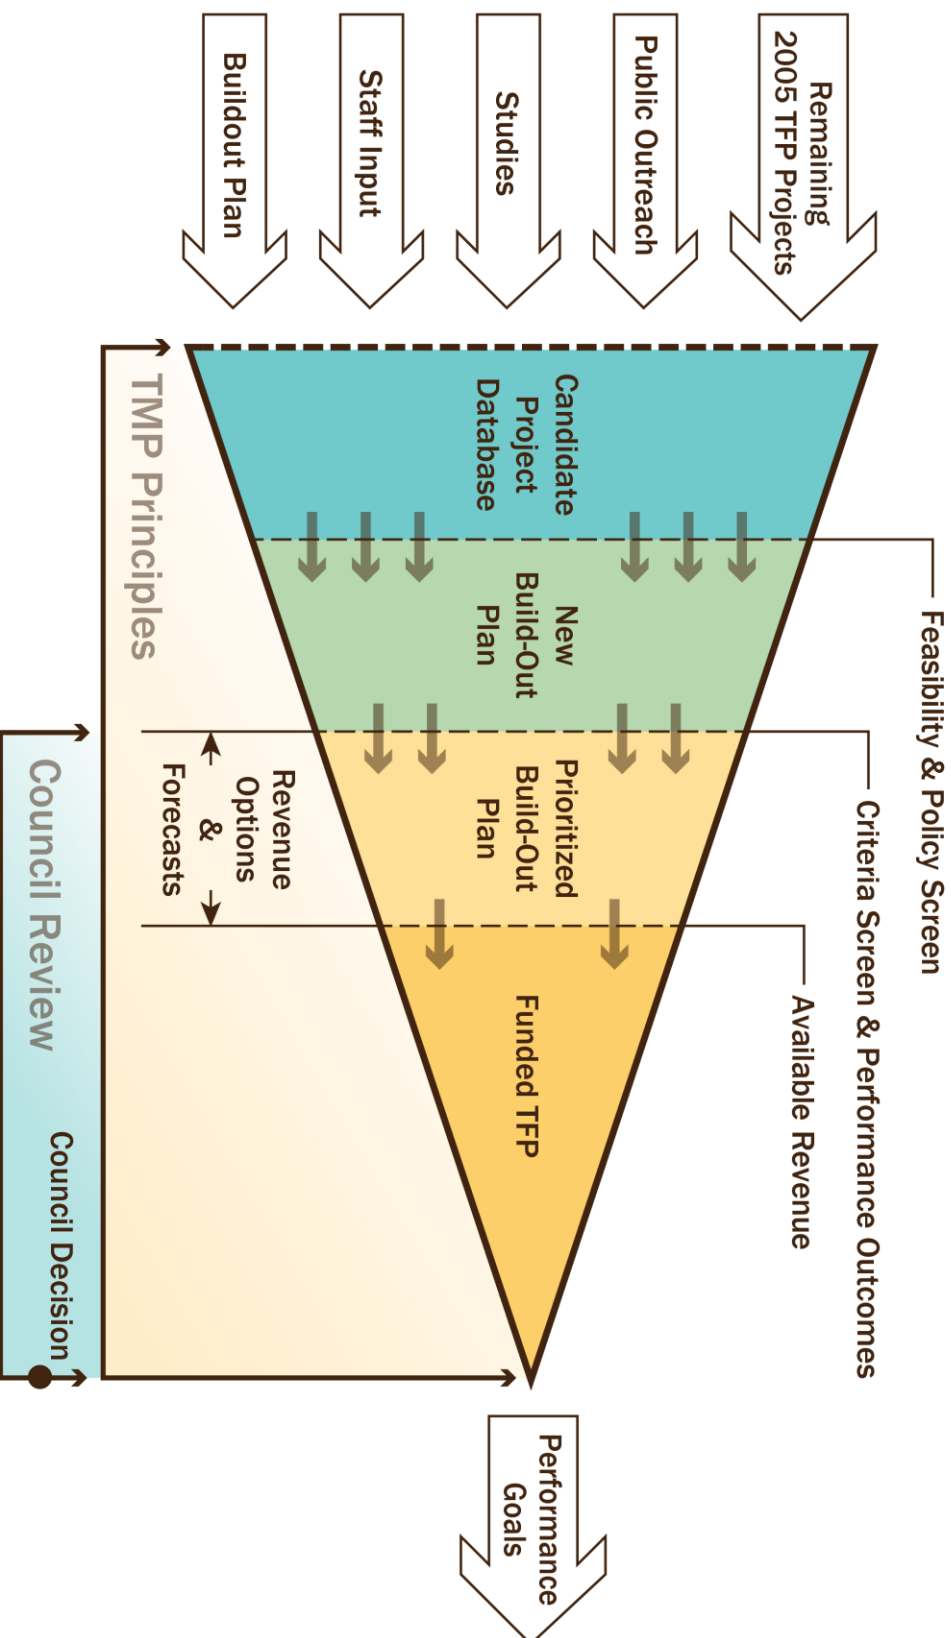 Remaining
2005 TFP Projects
Public Outreach
Studies
Staff Input
Buildout Plan
Feasibility & Policy Screen
Criteria Screen & Performance Outcomes
Available Revenue
Candidate
Project
Database
New
Build-Out
Plan
Prioritized
Build-Out
Plan
Funded TFP
Performance
Goals
Revenue
Options
&
Forecasts
TMP Principles
Council Review
Council Decision